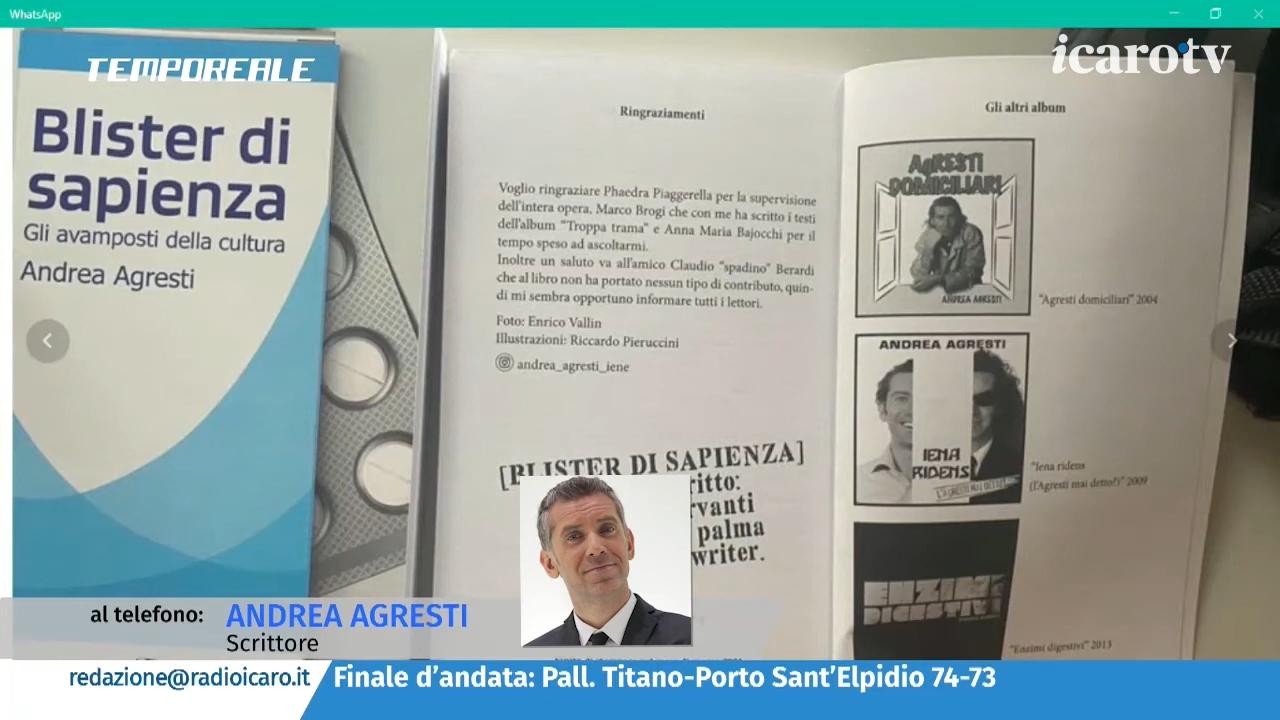 WhatsApp
TEMPOREALE
icarotv
Blister di
sapienza
Gli avamposti della cultura
Andrea Agresti
Ringraziamenti
Voglio ringraziare Phaedra Piaggerella per la supervisione
dell'intera opera, Marco Brogi che con me ha scritto i testi
dell'album "Troppa trama" e Anna Maria Bajocchi per il
tempo speso ad ascoltarmi.
Inoltre un saluto va all'amico Claudio "spadino" Berardi
che al libro non ha portato nessun tipo di contributo, quin-
di mi sembra opportuno informare tutti i lettori.
Foto: Enrico Vallin
Illustrazioni: Riccardo Pieruccini
andrea_agresti_iene
[BLISTER DI SAPIENZA]
ritto:
rvanti
palma
writer.
Gli altri album
AGRESTI
DOMICILIARI
ANDREA AGRESTI
"Agresti domiciliari" 2004
ANDREA AGRESTI
IENA
RIDENS
"Iena ridens
(l'Agresti mai detto!)" 2009
ENZIMI
DIGESTIVI
"Enzimi digestivi" 2013
al telefono: ANDREA AGRESTI
Scrittore
redazione@radioicaro.it
Finale d'andata: Pall. Titano-Porto Sant'Elpidio 74-73